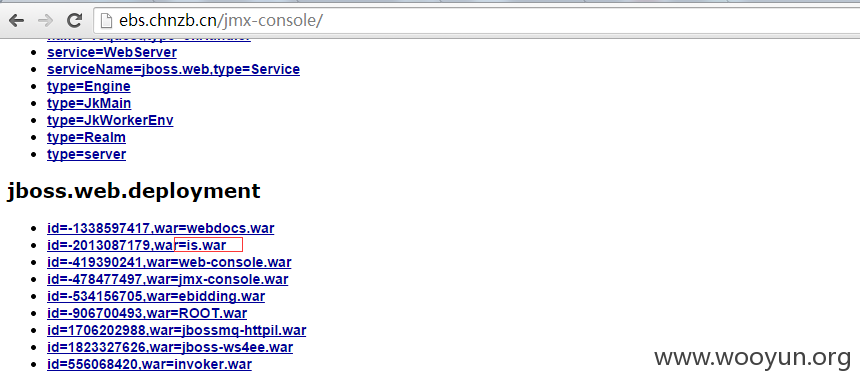 ebs.chnzb.cn/jmx-console/
service=WebServer
serviceName=jboss.web,type=Service
type=Engine
type=JkMain
type=JkWorkerEnv
type=Realm
type=server
jboss.web.deployment
id=-1338597417,war=webdocs.war
id=-2013087179,war=is.war
id=-419390241,war=web-console.war
id=-478477497,war=jmx-console.war
id=-534156705,war=ebidding.war
id=-906700493,war=ROOT.war
id=1706202988,war=jbossmq-httpil.war
id=1823327626,war=jboss-ws4ee.war
id=556068420,war=invoker.war
www.wooyun.org